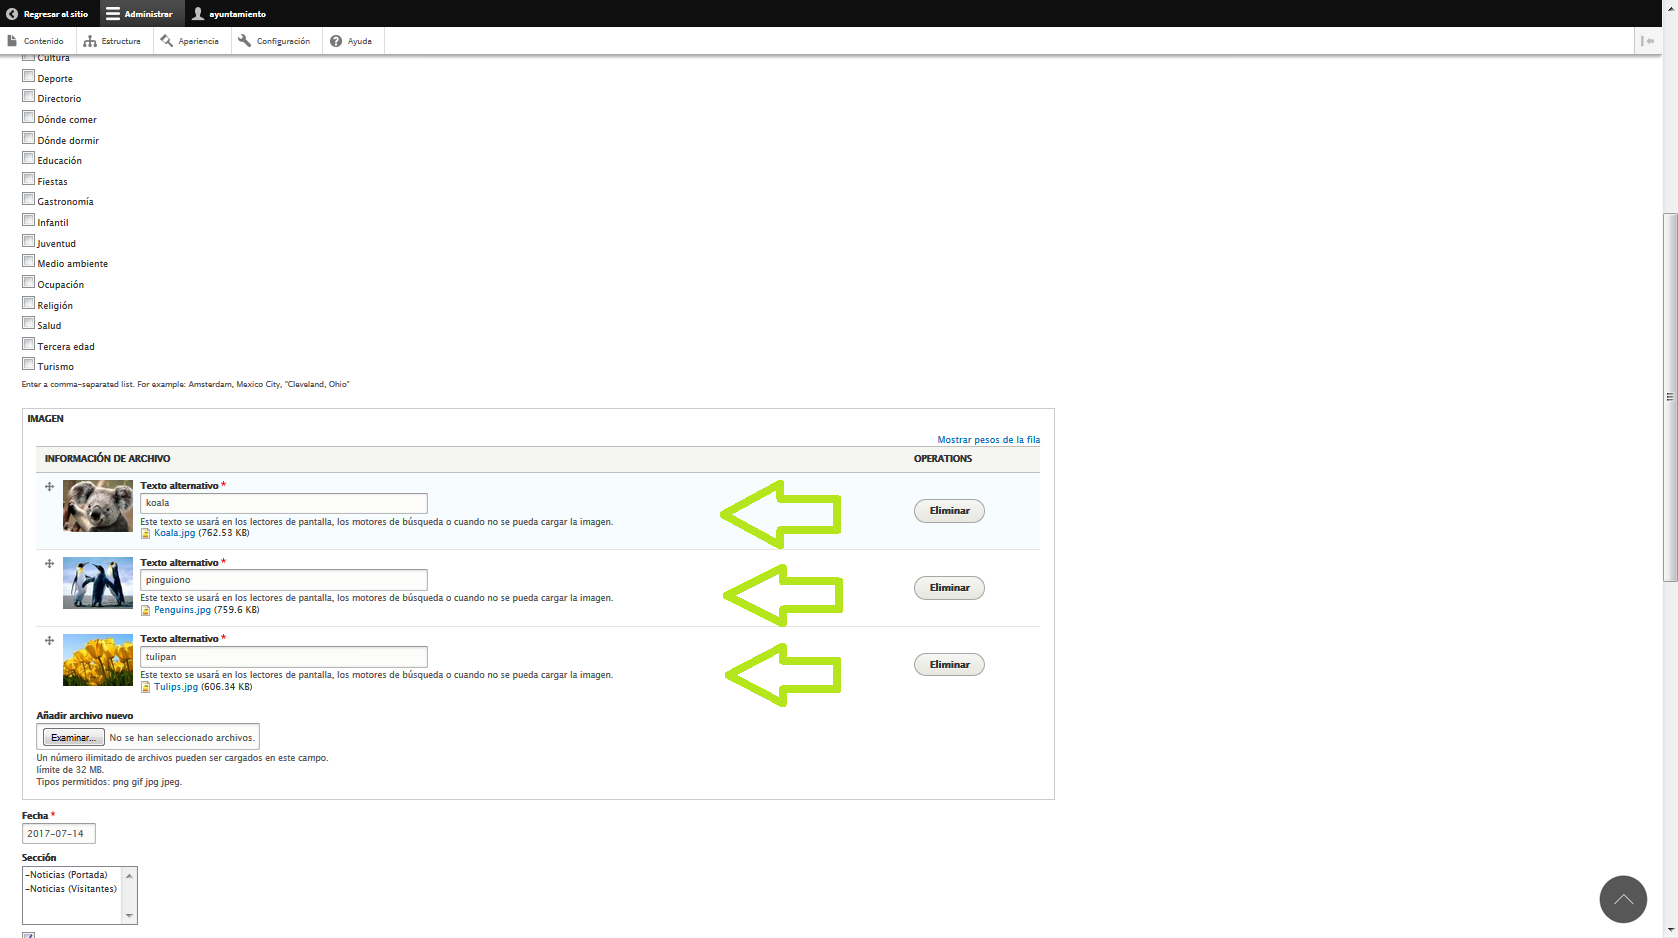 Regresar al sitio Administrar ayuntamiento
Contenido Estructura Apariencia Configuración Ayuda
Cultura
Deporte
Directorio
Dónde comer
Dónde dormir
Educación
Fiestas
Gastronomía
Infantil
Juventud
Medio ambiente
Ocupación
Religión
Salud
Tercera edad
Turismo
Enter a comma-separated list. For example: Amsterdam, Mexico City, "Cleveland, Ohio"
IMAGEN
Mostrar pesos de la fila
INFORMACIÓN DE ARCHIVO OPERATIONS
Texto alternativo *
koala
Eliminar
Este texto se usará en los lectores de pantalla, los motores de búsqueda o cuando no se pueda cargar la imagen.
Koala.jpg (762.53 KB)
Texto alternativo *
pinguiono
Eliminar
Este texto se usará en los lectores de pantalla, los motores de búsqueda o cuando no se pueda cargar la imagen.
Penguins.jpg (759.6 KB)
Texto alternativo *
tulipan
Eliminar
Este texto se usará en los lectores de pantalla, los motores de búsqueda o cuando no se pueda cargar la imagen.
Tulips.jpg (606.34 KB)
Añadir archivo nuevo
Examinar... No se han seleccionado archivos.
Un número ilimitado de archivos pueden ser cargados en este campo.
límite de 32 MB.
Tipos permitidos: png gif jpg jpeg.
Fecha *
2017-07-14
Sección
-Noticias (Portada)
-Noticias (Visitantes)